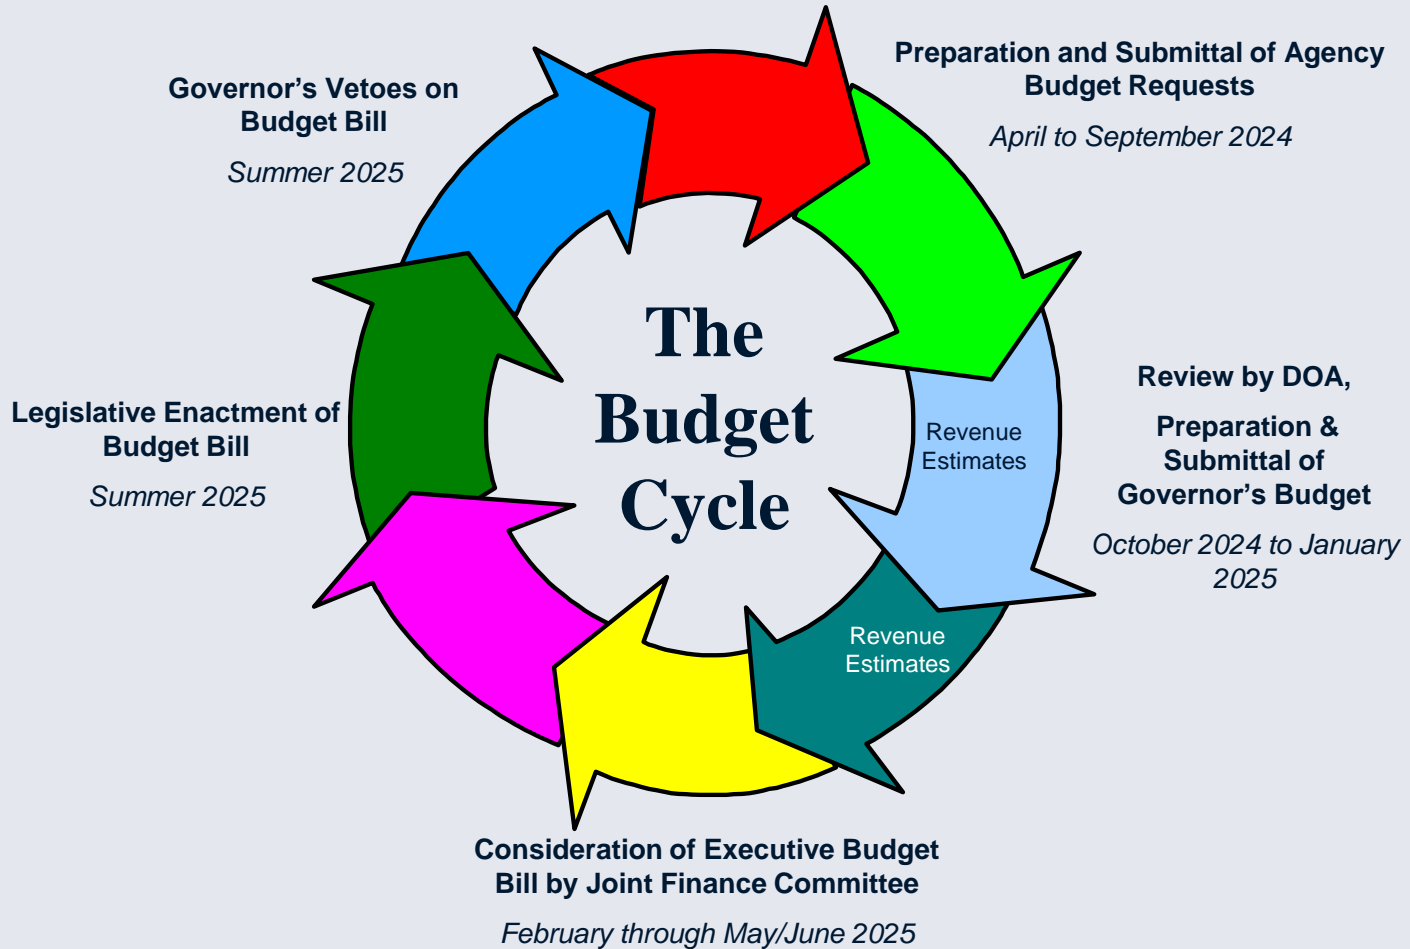 The
Budget
Cycle
Preparation and Submittal of Agency
Budget Requests
April to September 2024
Review by DOA,
Preparation &
Submittal of
Governor’s Budget
October 2024 to January
2025
Revenue
Estimates
Revenue
Estimates
Consideration of Executive Budget
Bill by Joint Finance Committee
February through May/June 2025
Legislative Enactment of
Budget Bill
Summer 2025
Governor’s Vetoes on
Budget Bill
Summer 2025